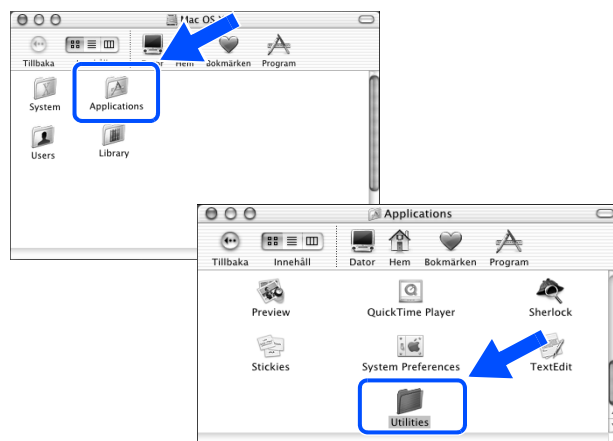 Mac OS
Tillbaka Hem Bokmärken Program
System Applications
Users Library
Applications
Tillbaka Innehåll Dator Hem Bokmärken Program
Preview QuickTime Player Sherlock
Stickies System Preferences TextEdit
Utilities